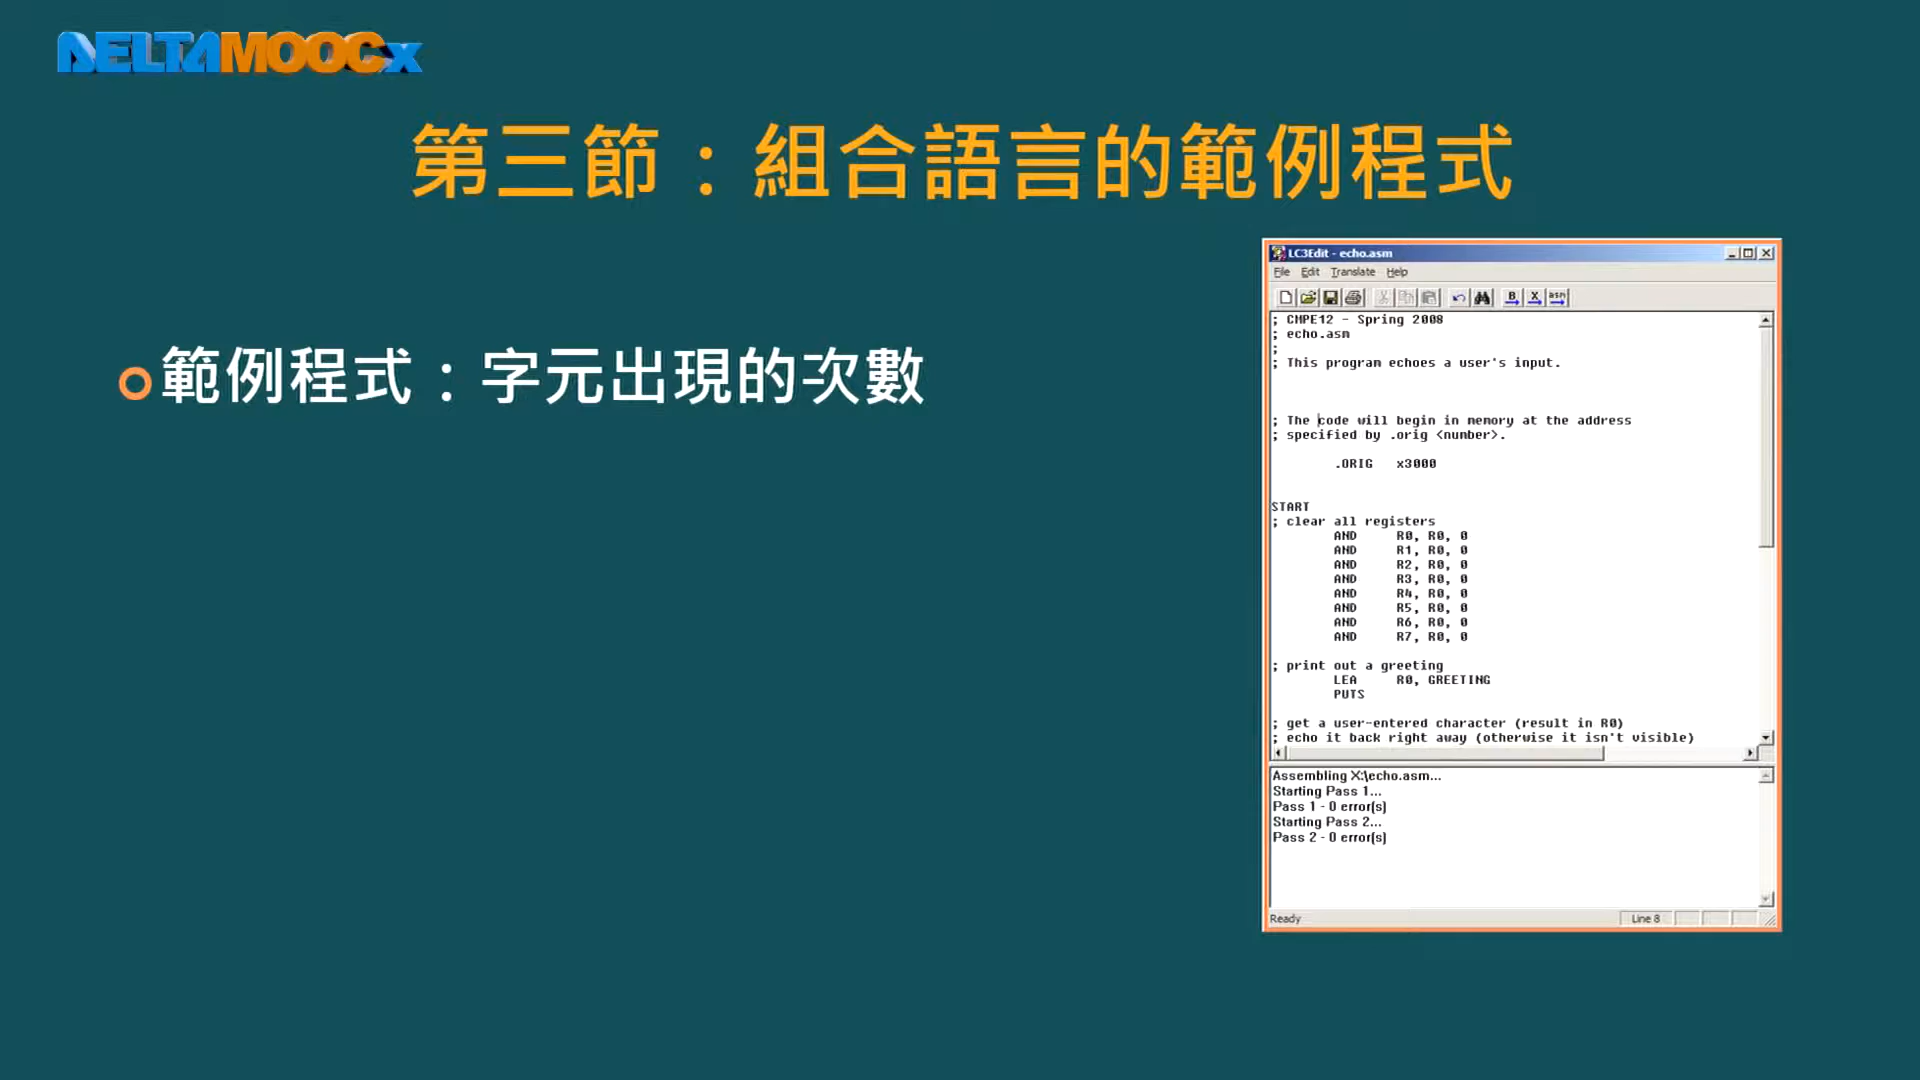 DELTAMOOCx
第三節：組合語言的範例程式
範例程式：字元出現的次數
LC3Edit - echo.asm
File Edit Translate Help
B X asm
; CMPE12 - Spring 2008
; echo.asm
;
; This program echoes a user's input.
; The code will begin in memory at the address
; specified by .orig <number>.
.ORIG x3000
START
; clear all registers
AND R0, R0, 0
AND R1, R0, 0
AND R2, R0, 0
AND R3, R0, 0
AND R4, R0, 0
AND R5, R0, 0
AND R6, R0, 0
AND R7, R0, 0
; print out a greeting
LEA R0, GREETING
PUTS
; get a user-entered character (result in R0)
; echo it back right away (otherwise it isn't visible)
Assembling X:\echo.asm...
Starting Pass 1...
Pass 1 - 0 error(s)
Starting Pass 2...
Pass 2 - 0 error(s)
Ready Line 8